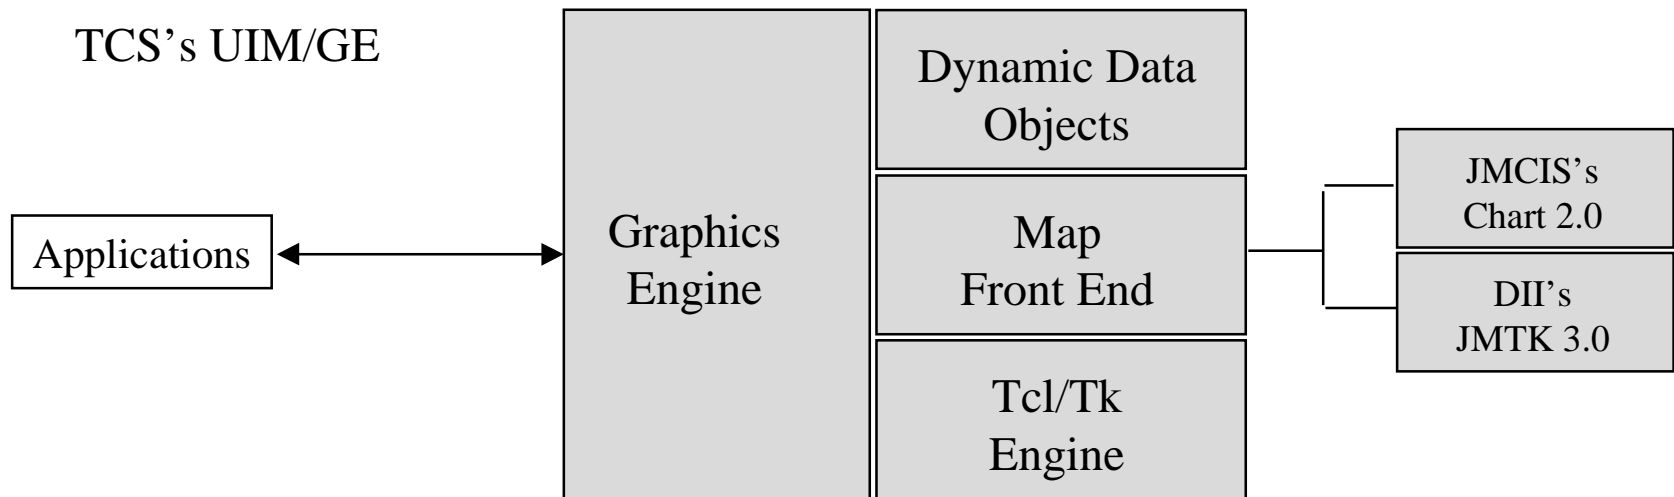 TCS’s UIM/GE
Applications
Graphics
Engine
Dynamic Data
Objects
Map
Front End
Tcl/Tk
Engine
JMCIS’s
Chart 2.0
DII’s
JMTK 3.0